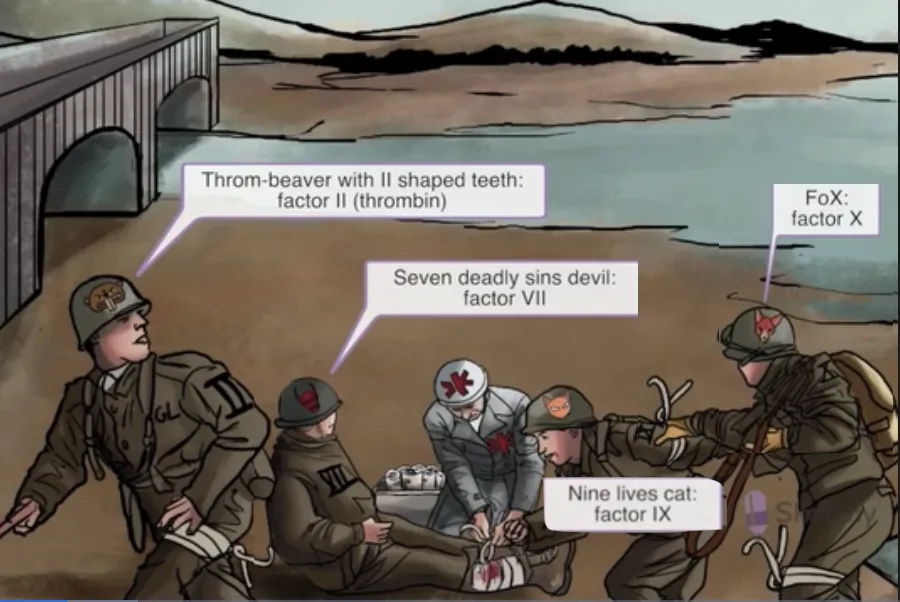 Throm-beaver with II shaped teeth:
factor II (thrombin)
FoX:
factor X
Seven deadly sins devil:
factor VII
II
GL
VII
Nine lives cat:
factor IX